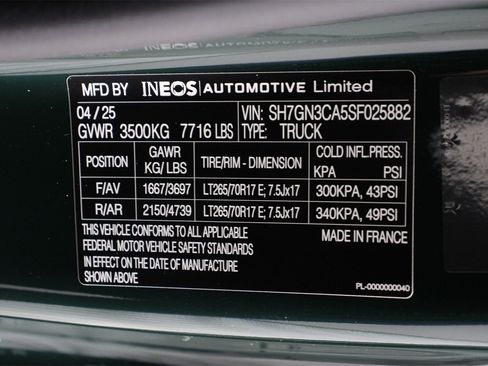 MFD BY INEOS | AUTOMOTIVE Limited
04 / 25 VIN: SH7GN3CA5SF025882
GVWR 3500KG 7716 LBS TYPE: TRUCK
POSITION GAWR KG/ LBS TIRE/RIM - DIMENSION COLD INFL.PRESS. KPA PSI
F/AV 1667/3697 LT265/70R17 E; 7.5Jx17 300KPA, 43PSI
R/AR 2150/4739 LT265/70R17 E; 7.5Jx17 340KPA, 49PSI
THIS VEHICLE CONFORMS TO ALL APPLICABLE MADE IN FRANCE
FEDERAL MOTOR VEHICLE SAFETY STANDARDS
IN EFFECT ON THE DATE OF MANUFACTURE
SHOWN ABOVE
PL-0000000040